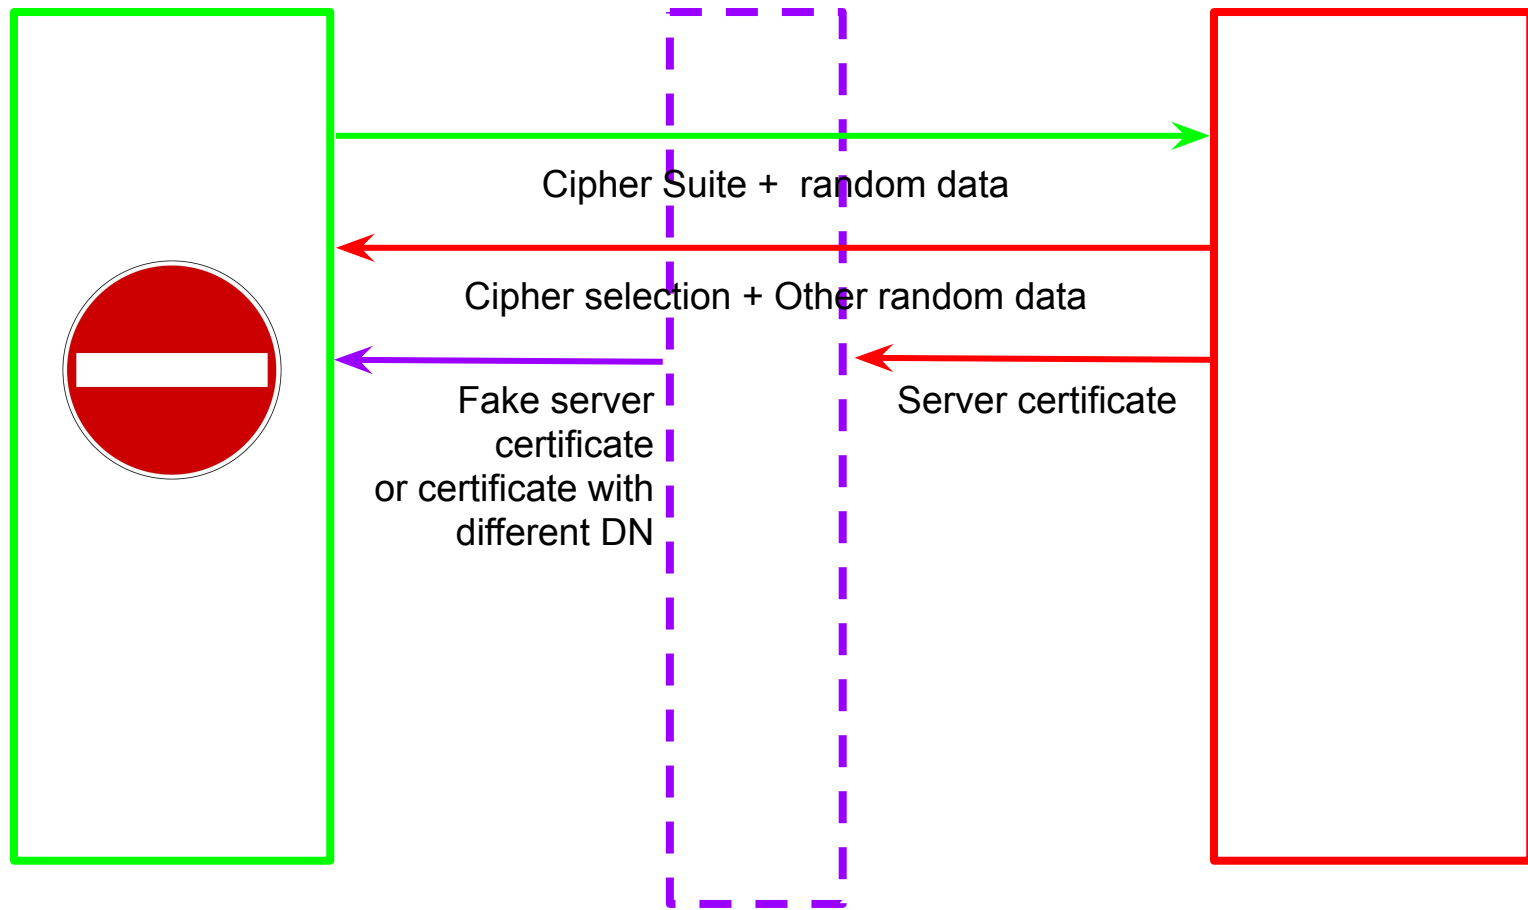 Cipher Suite +  random data
Cipher selection + Other random data
Fake server
certificate
or certificate with
different DN
Server certificate